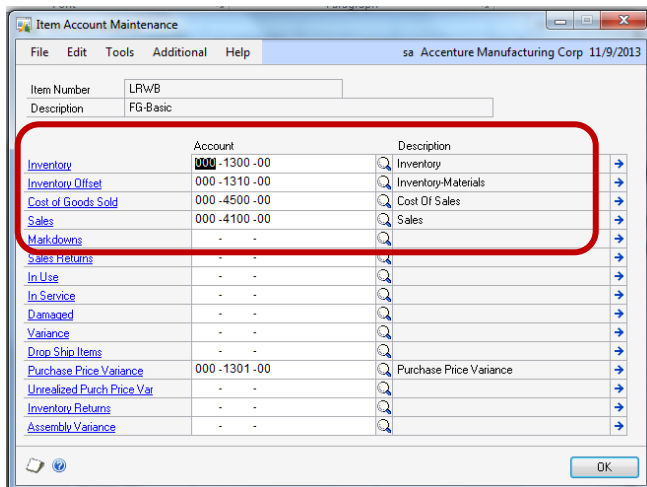 Item Account Maintenance
File Edit Tools Additional Help sa Accenture Manufacturing Corp 11/9/2013
Item Number LRWB
Description FG-Basic
Account Description
Inventory 000 -1300 -00 Inventory
Inventory Offset 000 -1310 -00 Inventory-Materials
Cost of Goods Sold 000 -4500 -00 Cost Of Sales
Sales 000 -4100 -00 Sales
Markdowns - -
Sales Returns - -
In Use - -
In Service - -
Damaged - -
Variance - -
Drop Ship Items - -
Purchase Price Variance 000 -1301 -00 Purchase Price Variance
Unrealized Purch Price Var - -
Inventory Returns - -
Assembly Variance - -
OK